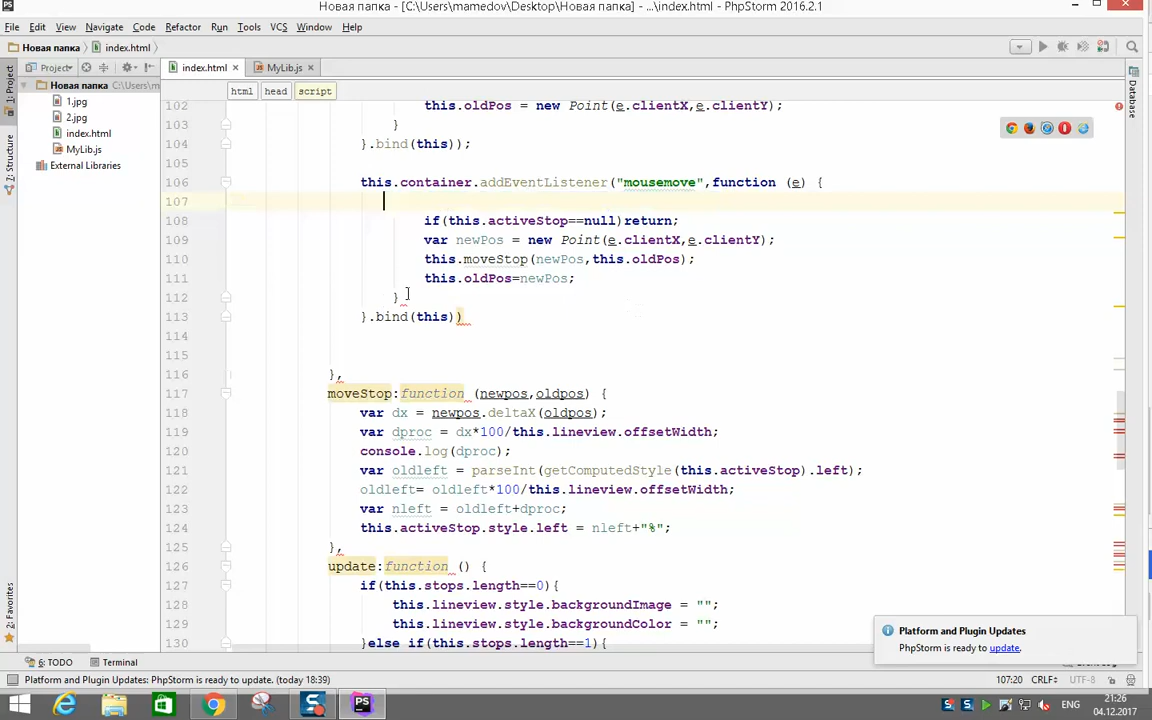 Новая папка - [C:\Users\mamedov\Desktop\Новая папка] - ...\index.html - PhpStorm 2016.2.1
File Edit View Navigate Code Refactor Run Tools VCS Window Help
Новая папка index.html
Project index.html MyLib.js
html head script
1: Project
7: Structure
2: Favorites
Database
Новая папка C:\Users\m
1.jpg
2.jpg
index.html
MyLib.js
External Libraries
102 this.oldPos = new Point(e.clientX,e.clientY);
103 }
104 }.bind(this));
105
106 this.container.addEventListener("mousemove",function (e) {
107
108 if(this.activeStop==null)return;
109 var newPos = new Point(e.clientX,e.clientY);
110 this.moveStop(newPos,this.oldPos);
111 this.oldPos=newPos;
112 }
113 }.bind(this))
114
115
116 },
117 moveStop:function (newpos,oldpos) {
118 var dx = newpos.deltaX(oldpos);
119 var dproc = dx*100/this.lineview.offsetWidth;
120 console.log(dproc);
121 var oldleft = parseInt(getComputedStyle(this.activeStop).left);
122 oldleft= oldleft*100/this.lineview.offsetWidth;
123 var nleft = oldleft+dproc;
124 this.activeStop.style.left = nleft+"%";
125 },
126 update:function () {
127 if(this.stops.length==0){
128 this.lineview.style.backgroundImage = "";
129 this.lineview.style.backgroundColor = "";
130 }else if(this.stops.length==1){
Platform and Plugin Updates
PhpStorm is ready to update.
6: TODO Terminal
Platform and Plugin Updates: PhpStorm is ready to update. (today 18:39) 107:20 CRLF÷ UTF-8
ENG 21:26
04.12.2017